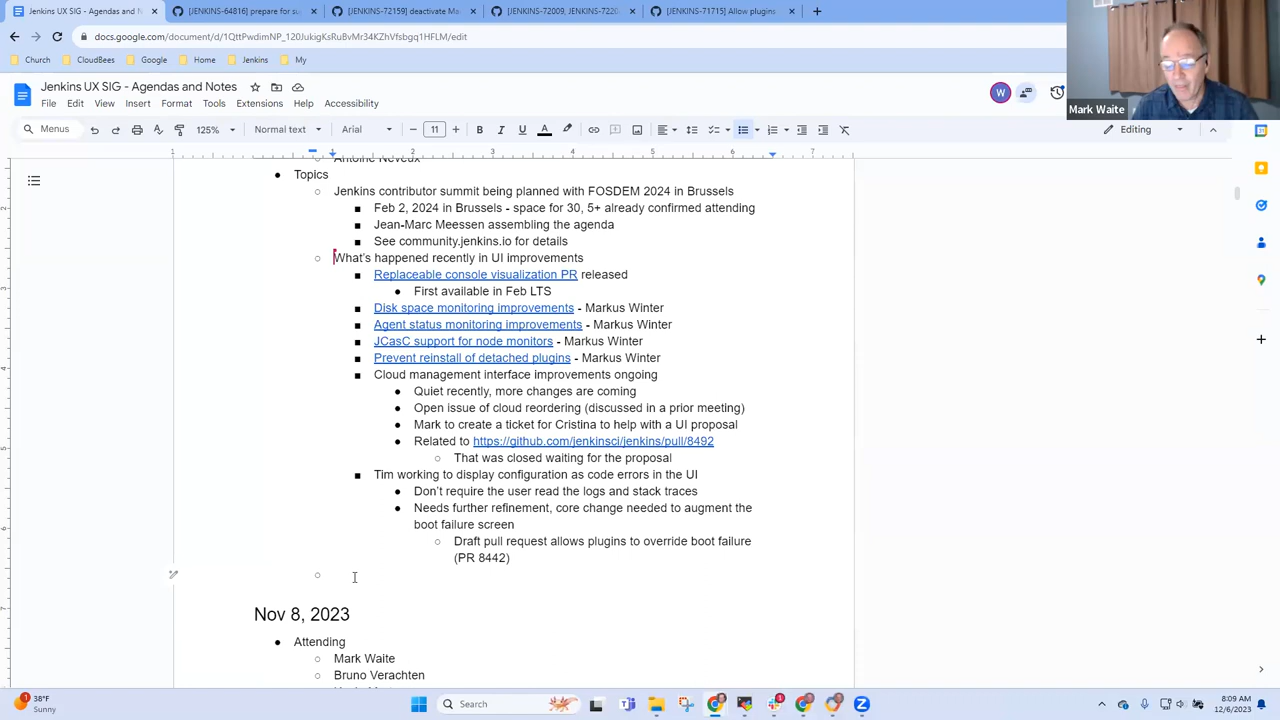 Jenkins UX SIG - Agendas and N
[JENKINS-64816] prepare for su
[JENKINS-72159] deactivate Ma
[JENKINS-72009, JENKINS-7220
[JENKINS-71715] Allow plugins
docs.google.com/document/d/1QttPwdimNP_120JukigKsRuBvMr34KZhVfsbgq1HFLM/edit
Church
CloudBees
Google
Home
Jenkins
My
Jenkins UX SIG - Agendas and Notes
File Edit View Insert Format Tools Extensions Accessibility
W
Mark Waite
Menus
125%
Normal text
Arial
11
B I U A
Editing
1 1 2 3 4 5 6 7
Antoine Neveux
Topics
Jenkins contributor summit being planned with FOSDEM 2024 in Brussels
Feb 2, 2024 in Brussels - space for 30, 5+ already confirmed attending
Jean-Marc Meessen assembling the agenda
See community.jenkins.io for details
What's happened recently in UI improvements
Replaceable console visualization PR released
First available in Feb LTS
Disk space monitoring improvements - Markus Winter
Agent status monitoring improvements - Markus Winter
JCasC support for node monitors - Markus Winter
Prevent reinstall of detached plugins - Markus Winter
Cloud management interface improvements ongoing
Quiet recently, more changes are coming
Open issue of cloud reordering (discussed in a prior meeting)
Mark to create a ticket for Cristina to help with a UI proposal
Related to https://github.com/jenkinsci/jenkins/pull/8492
That was closed waiting for the proposal
Tim working to display configuration as code errors in the UI
Don't require the user read the logs and stack traces
Needs further refinement, core change needed to augment the
boot failure screen
Draft pull request allows plugins to override boot failure
(PR 8442)
Nov 8, 2023
Attending
Mark Waite
Bruno Verachten
38°F
Sunny
Search
8:09 AM
12/6/2023